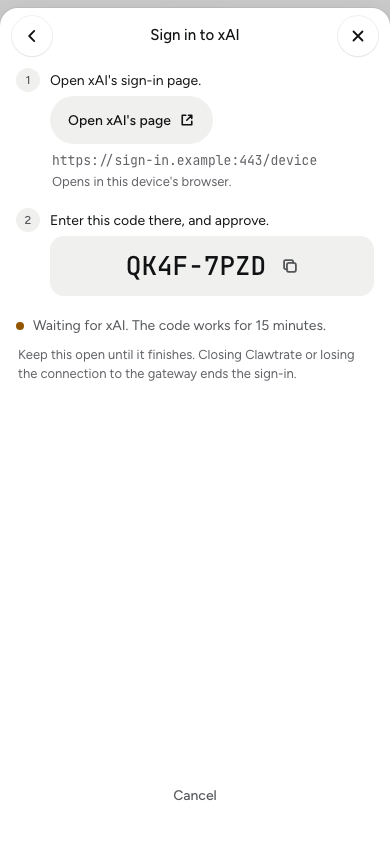 Sign in to xAI
1 Open xAI's sign-in page.
Open xAI's page
https://sign-in.example:443/device
Opens in this device's browser.
2 Enter this code there, and approve.
QK4F-7PZD
Waiting for xAI. The code works for 15 minutes.
Keep this open until it finishes. Closing Clawtrate or losing
the connection to the gateway ends the sign-in.
Cancel